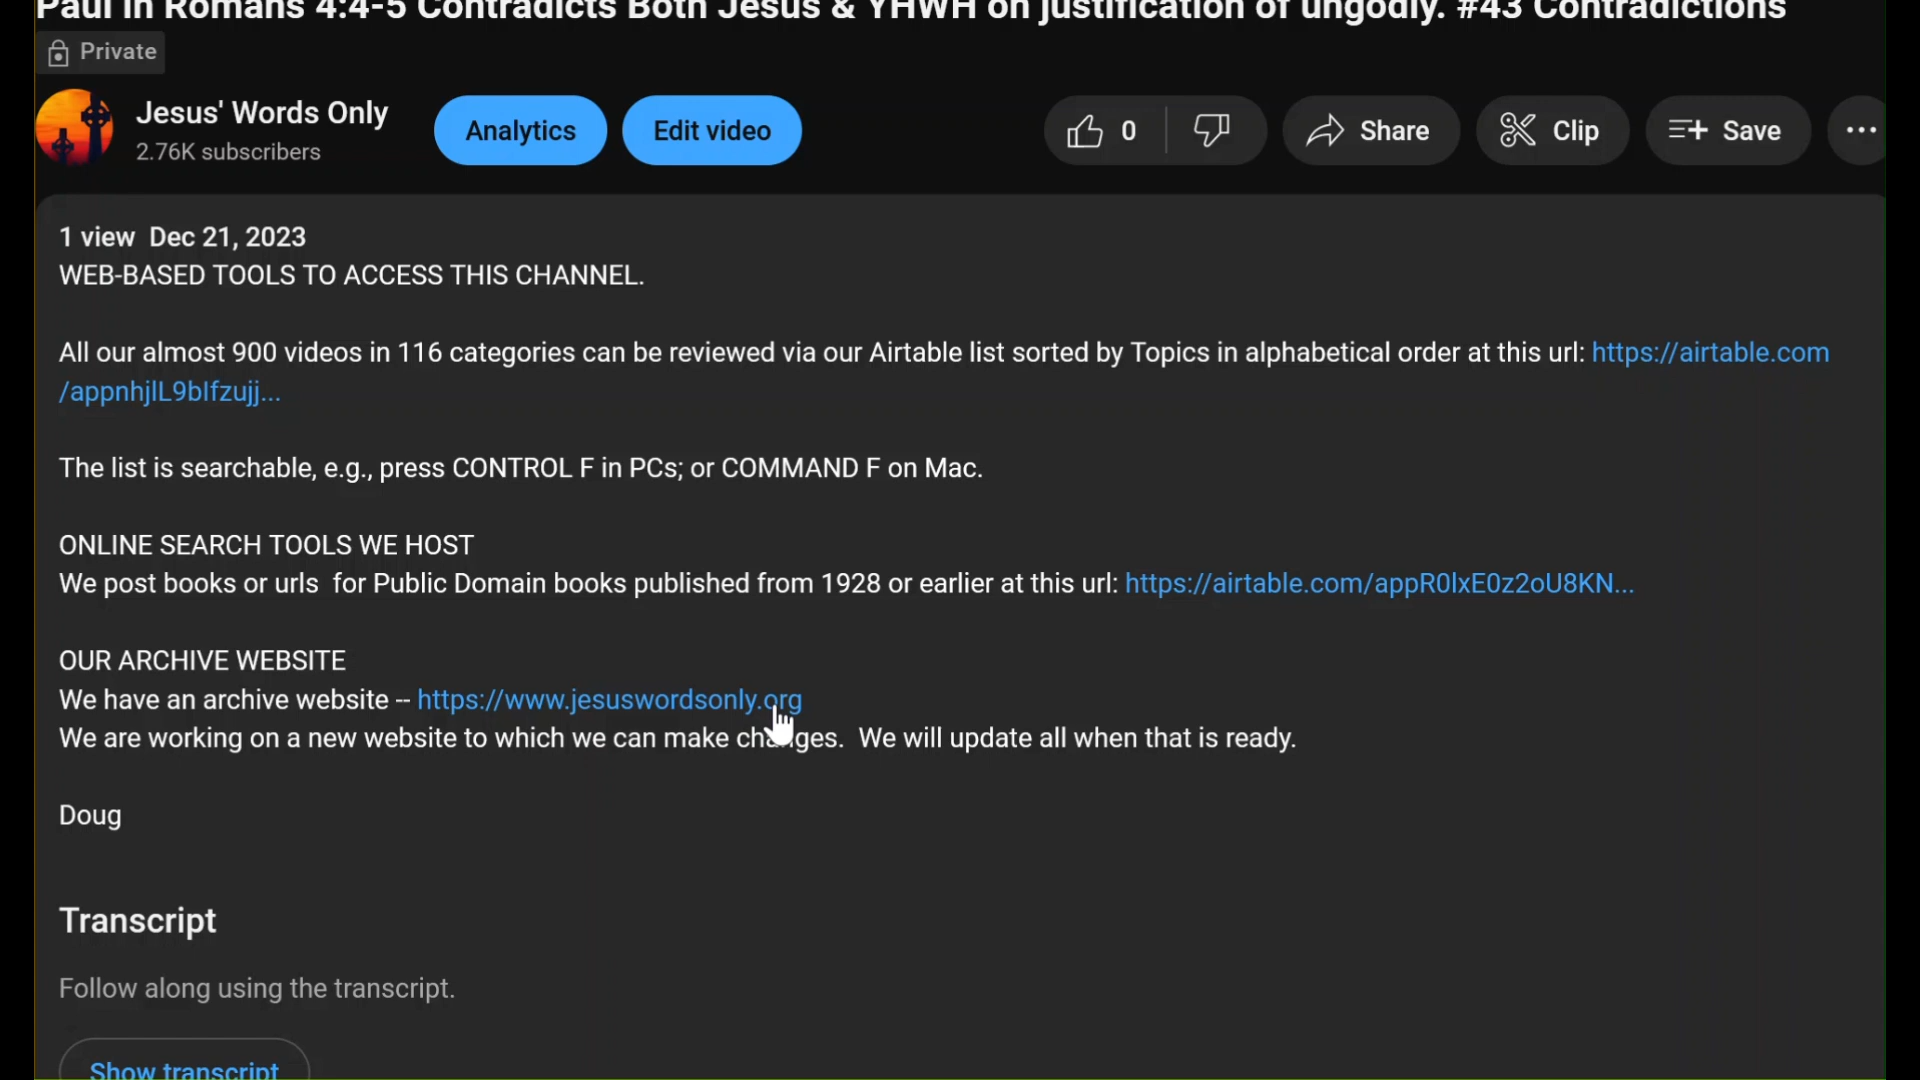 Paul in Romans 4:4-5 Contradicts Both Jesus & YHWH on justification of ungodly. #43 Contradictions
Private
Jesus' Words Only
2.76K subscribers
Analytics
Edit video
0
Share
Clip
Save
1 view Dec 21, 2023
WEB-BASED TOOLS TO ACCESS THIS CHANNEL.
All our almost 900 videos in 116 categories can be reviewed via our Airtable list sorted by Topics in alphabetical order at this url: https://airtable.com
/appnhjlL9bIfzujj...
The list is searchable, e.g., press CONTROL F in PCs; or COMMAND F on Mac.
ONLINE SEARCH TOOLS WE HOST
We post books or urls for Public Domain books published from 1928 or earlier at this url: https://airtable.com/appR0lxE0z2oU8KN...
OUR ARCHIVE WEBSITE
We have an archive website -- https://www.jesuswordsonly.org
We are working on a new website to which we can make changes. We will update all when that is ready.
Doug
Transcript
Follow along using the transcript.
Show transcript